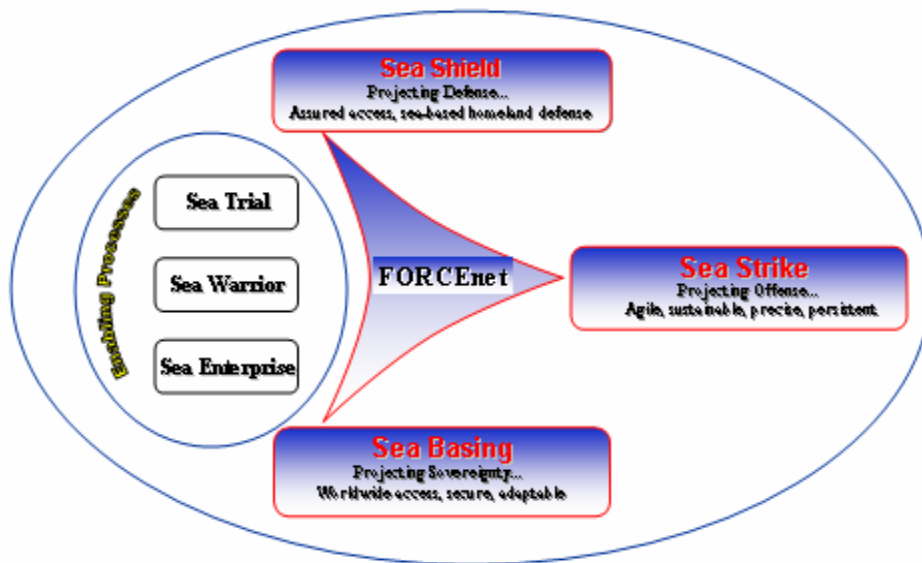 Sea Shield
Projecting Defense...
Assured access, sea-based homeland defense
Enabling Processes
Sea Trial
Sea Warrior
Sea Enterprise
FORCEnet
Sea Strike
Projecting Offense...
Agile, sustainable, precise, persistent
Sea Basing
Projecting Sovereignty...
Worldwide access, secure, adaptable